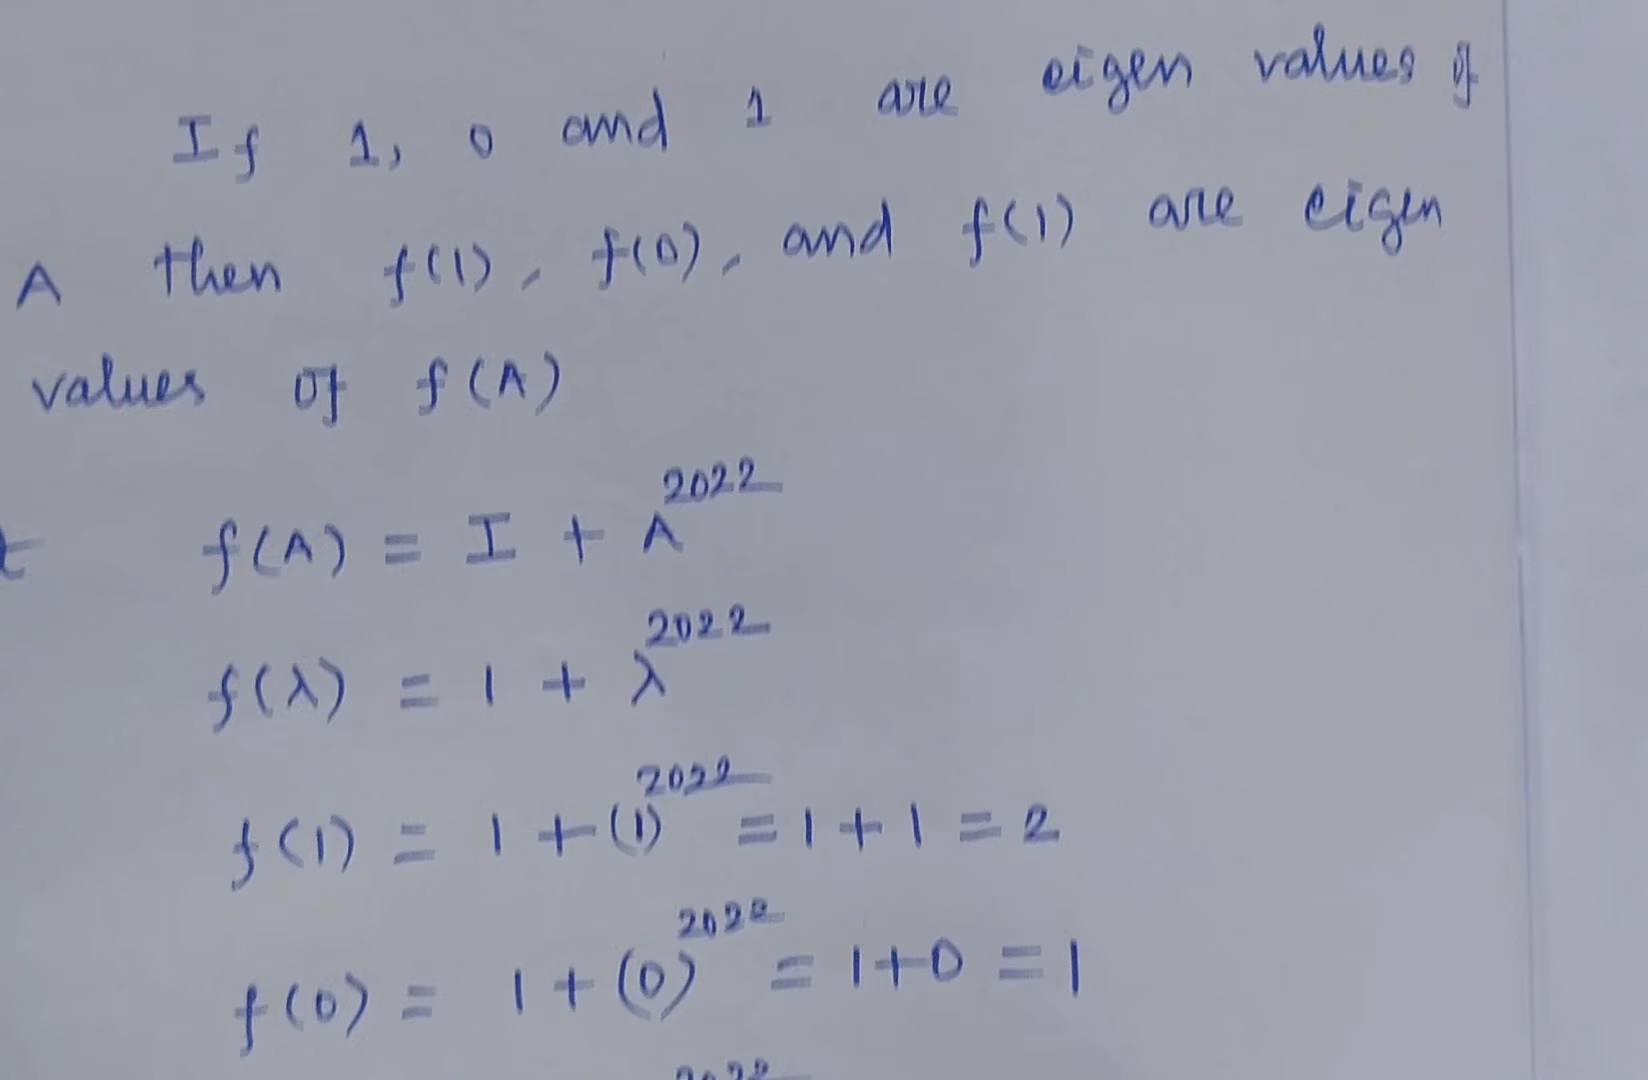 If 1, 0 and 1 are eigen values of
A then f(1), f(0), and f(1) are eigen
values of f(A)
t f(A) = I + A^2022
f(λ) = 1 + λ^2022
f(1) = 1 + (1)^2022 = 1 + 1 = 2
f(0) = 1 + (0)^2022 = 1+0 = 1